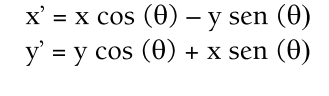 x’ = x cos (θ) – y sen (θ)
y’ = y cos (θ) + x sen (θ)